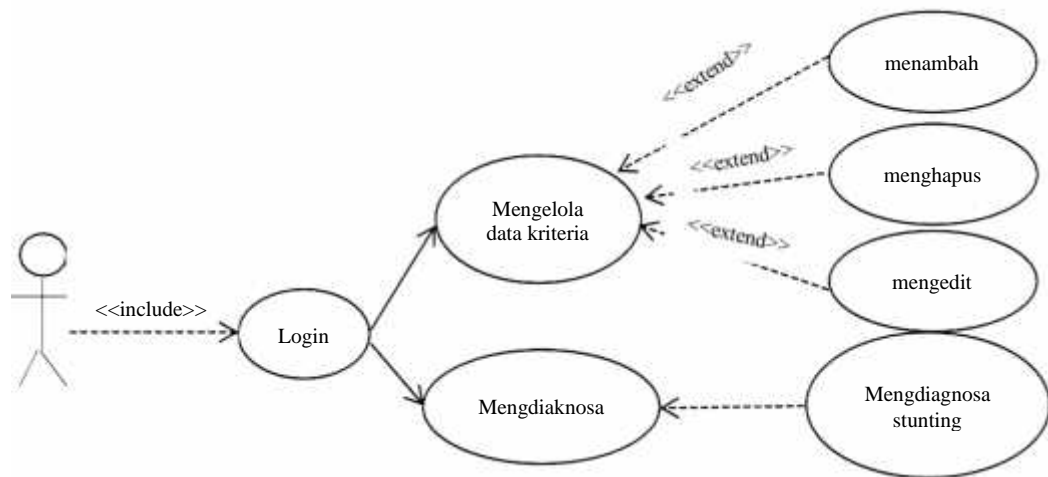 <<extend>>
menambah
<<extend>>
menghapus
Mengelola
data kriteria
<<extend>>
mengedit
<<include>>
Login
Mengdiaknosa
Mengdiagnosa
stunting